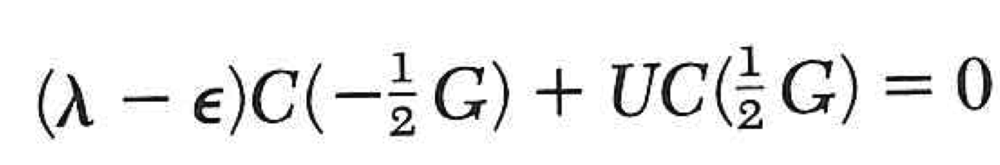 (λ − ϵ)C(−½G) + UC(½G) = 0